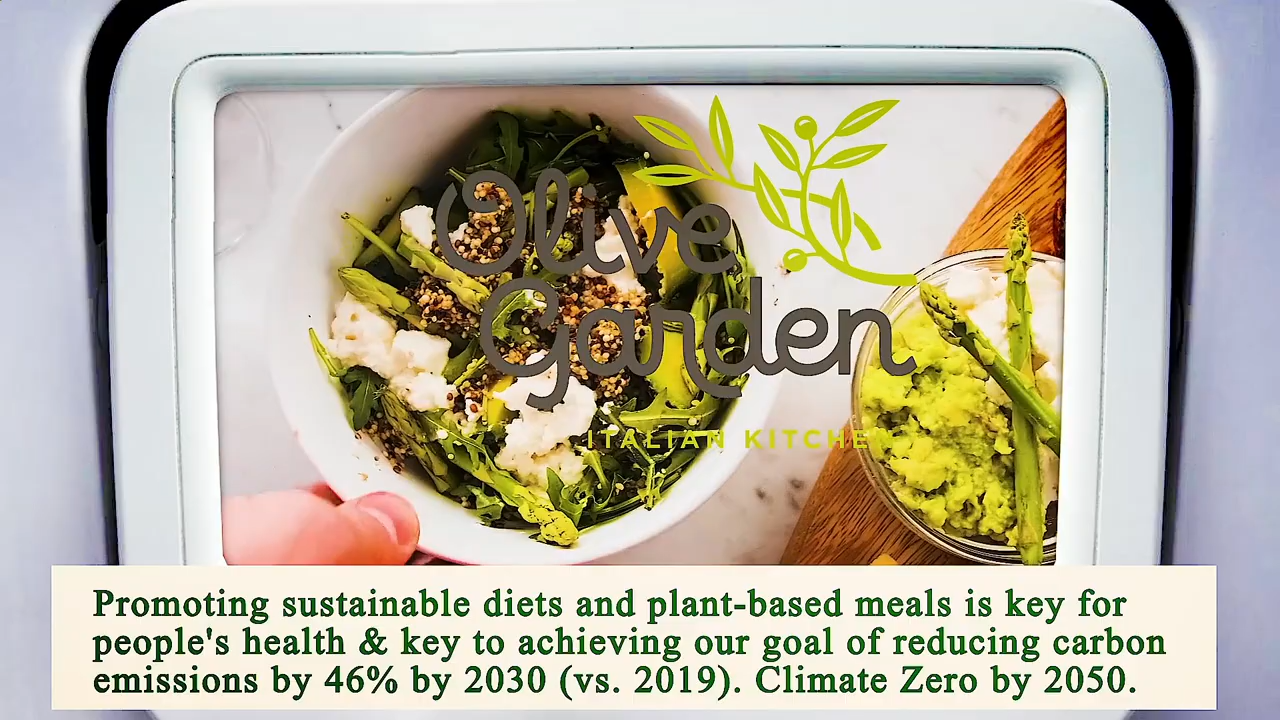 Olive
Garden
ITALIAN KITCHEN
Promoting sustainable diets and plant-based meals is key for
people's health & key to achieving our goal of reducing carbon
emissions by 46% by 2030 (vs. 2019). Climate Zero by 2050.